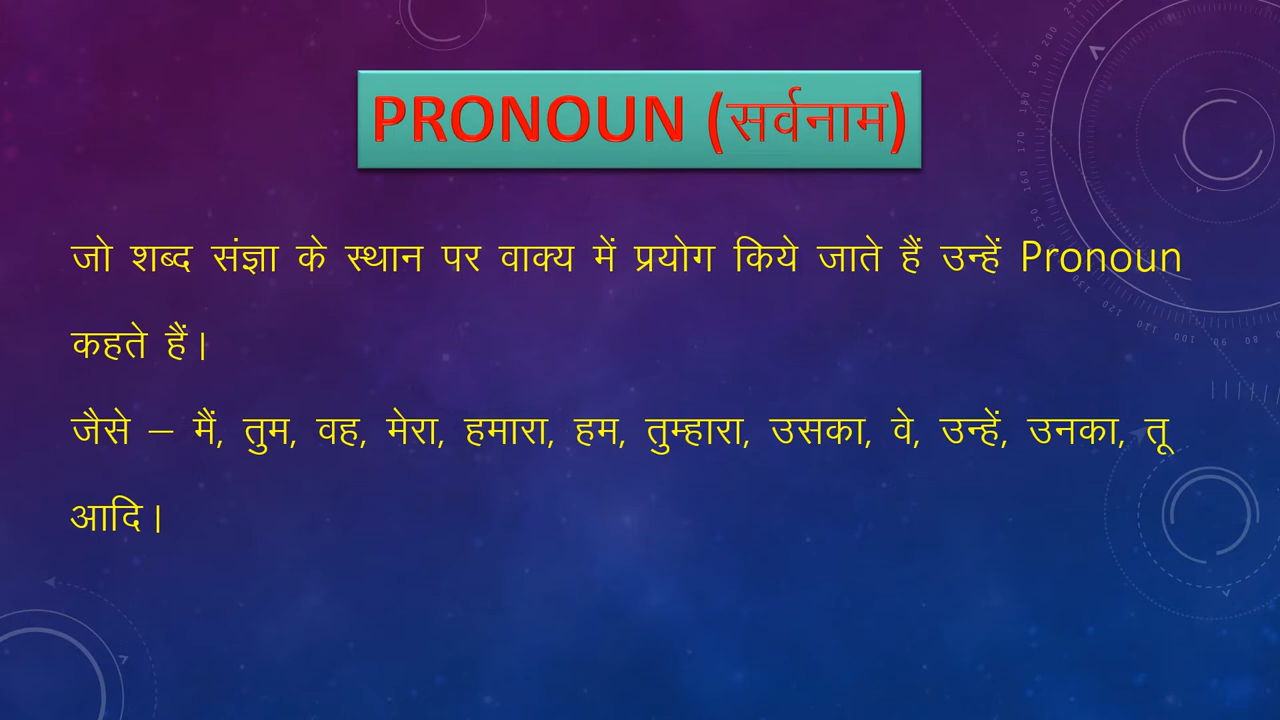 PRONOUN (सर्वनाम)
जो शब्द संज्ञा के स्थान पर वाक्य में प्रयोग किये जाते हैं उन्हें Pronoun
कहते हैं।
जैसे – मैं, तुम, वह, मेरा, हमारा, हम, तुम्हारा, उसका, वे, उन्हें, उनका, तू
आदि।